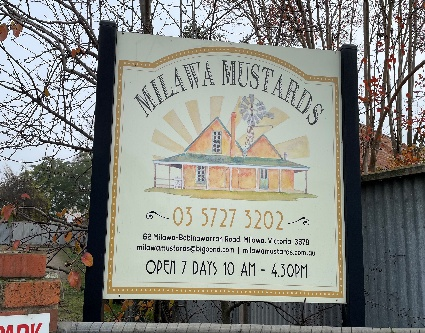 MILAWA MUSTARDS
03 5727 3202
62 Milawa-Bobinawarrah Road, Milawa, Victoria 3678
milawamustards@bigpond.com | milawamustards.com.au
OPEN 7 DAYS 10 AM - 4.30PM
PARK